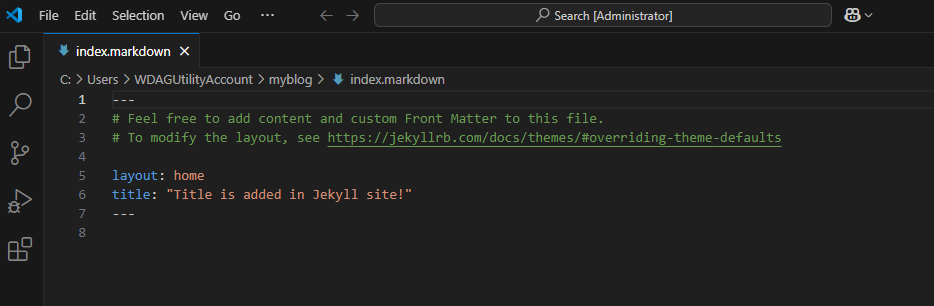 File Edit Selection View Go ··· Search [Administrator]
index.markdown
C: > Users > WDAGUtilityAccount > myblog > index.markdown
1 ---
2 # Feel free to add content and custom Front Matter to this file.
3 # To modify the layout, see https://jekyllrb.com/docs/themes/#overriding-theme-defaults
4
5 layout: home
6 title: "Title is added in Jekyll site!"
7 ---
8